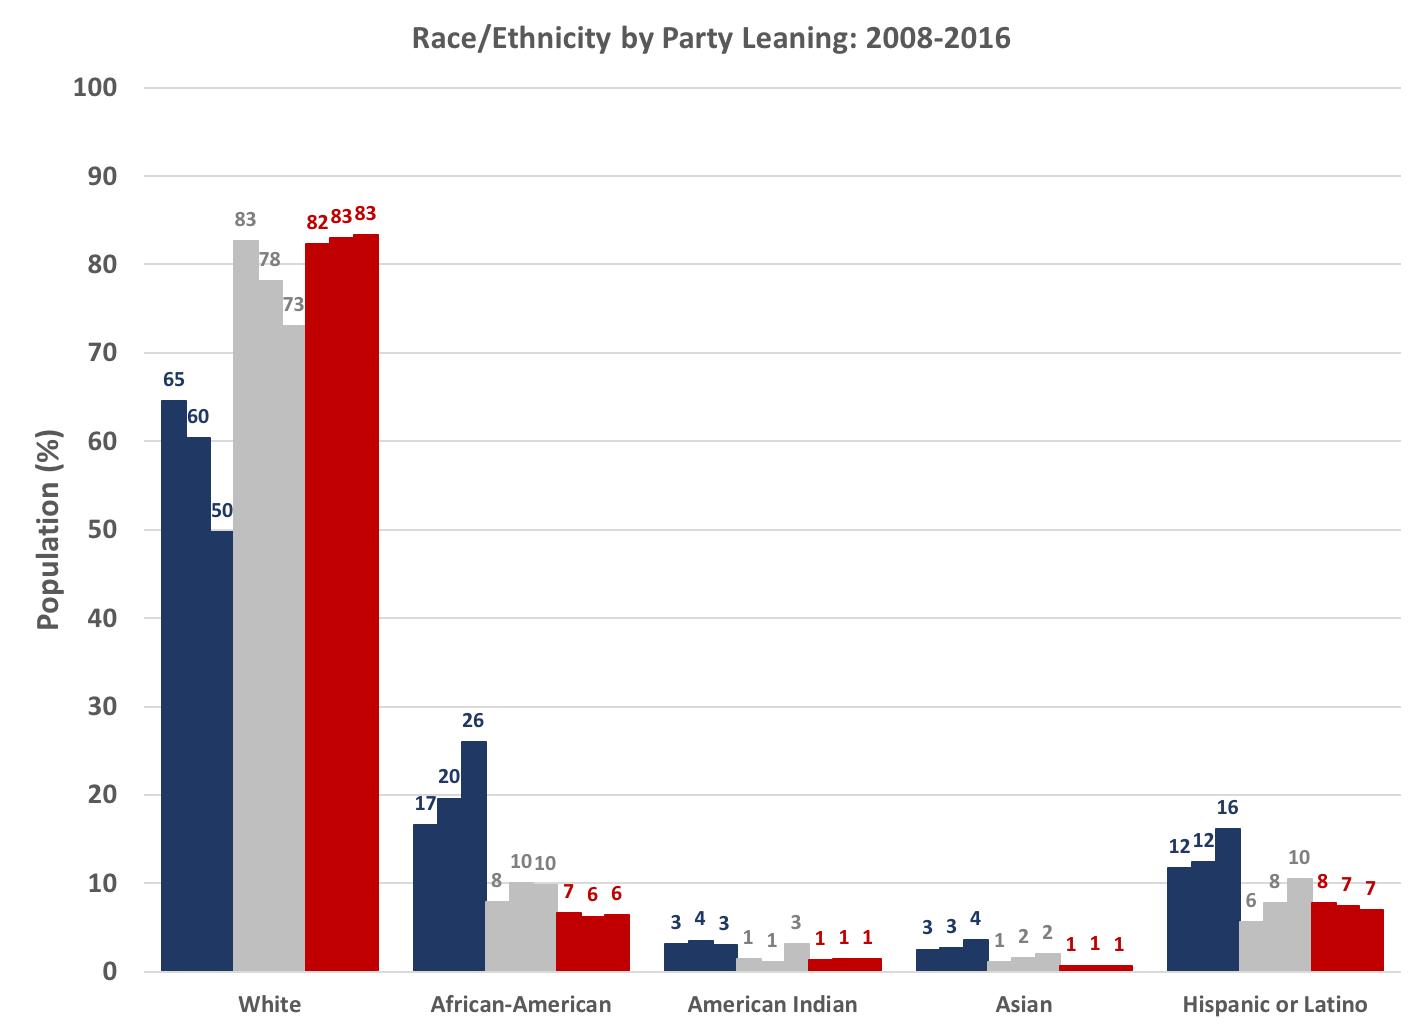 Race/Ethnicity by Party Leaning: 2008-2016
Population (%)
100
90
80
70
60
50
40
30
20
10
0
65 60 50 83 78 73 82 83 83
17 20 26 8 10 10 7 6 6
3 4 3 1 1 3 1 1 1
3 3 4 1 2 2 1 1 1
12 12 16 6 8 10 8 7 7
White African-American American Indian Asian Hispanic or Latino